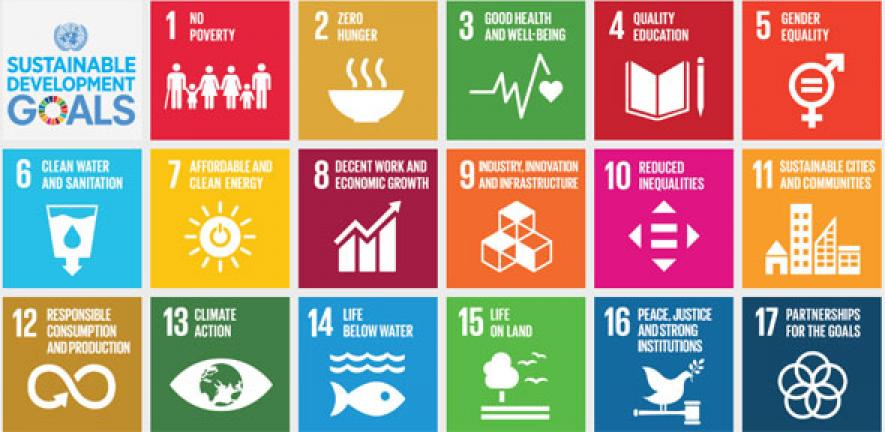 SUSTAINABLE
DEVELOPMENT
GOALS
1 NO
POVERTY
2 ZERO
HUNGER
3 GOOD HEALTH
AND WELL-BEING
4 QUALITY
EDUCATION
5 GENDER
EQUALITY
6 CLEAN WATER
AND SANITATION
7 AFFORDABLE AND
CLEAN ENERGY
8 DECENT WORK AND
ECONOMIC GROWTH
9 INDUSTRY, INNOVATION
AND INFRASTRUCTURE
10 REDUCED
INEQUALITIES
11 SUSTAINABLE CITIES
AND COMMUNITIES
12 RESPONSIBLE
CONSUMPTION
AND PRODUCTION
13 CLIMATE
ACTION
14 LIFE
BELOW WATER
15 LIFE
ON LAND
16 PEACE, JUSTICE
AND STRONG
INSTITUTIONS
17 PARTNERSHIPS
FOR THE GOALS